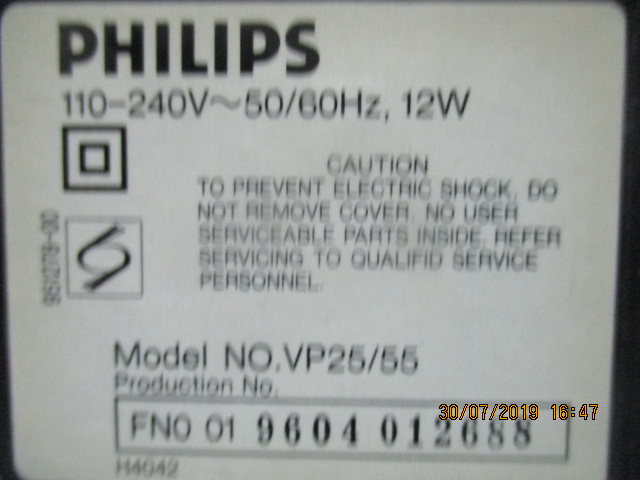 PHILIPS
110-240V~50/60Hz, 12W
CAUTION
TO PREVENT ELECTRIC SHOCK, DO
NOT REMOVE COVER. NO USER
SERVICEABLE PARTS INSIDE. REFER
SERVICING TO QUALIFID SERVICE
PERSONNEL.
Model NO.VP25/55
Production No.
30/07/2019 16:47
FN0 01 9604 012688
H4042